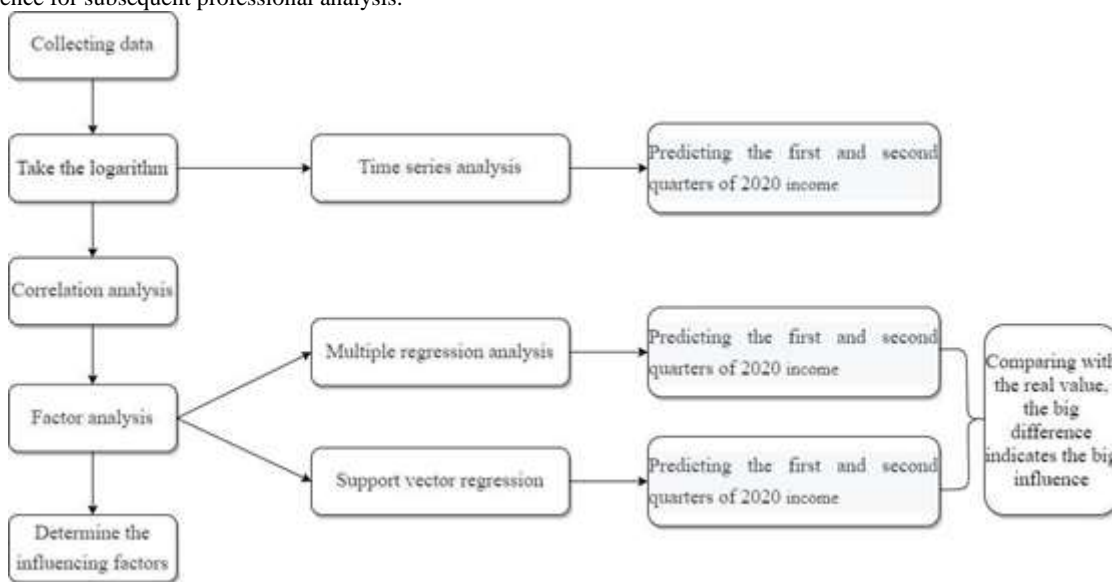 ence for subsequent professional analysis.
Collecting data
Take the logarithm
Time series analysis
Predicting the first and second
quarters of 2020 income
Correlation analysis
Multiple regression analysis
Predicting the first and second
quarters of 2020 income
Factor analysis
Support vector regression
Predicting the first and second
quarters of 2020 income
Comparing with
the real value,
the big
difference
indicates the big
influence
Determine the
influencing factors